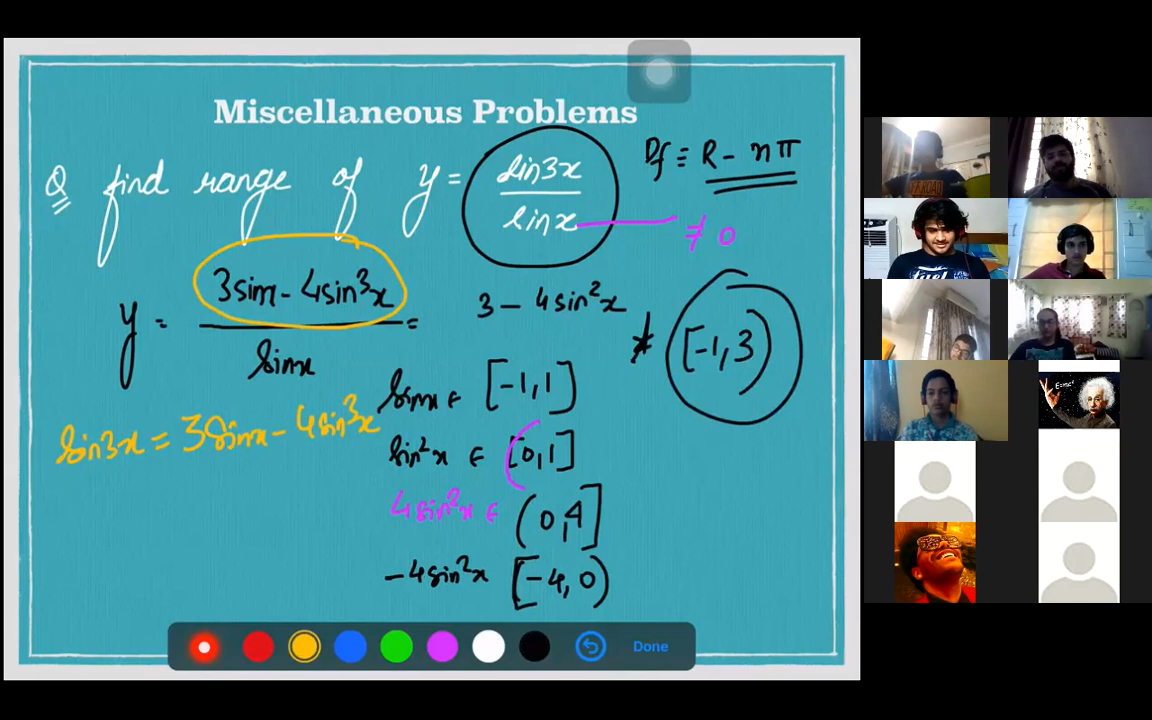 Miscellaneous Problems
Q find range of y = sin3x / sinx
Df = R - nπ
≠ 0
y = 3sinx - 4sin³x / sinx = 3 - 4sin²x
* [-1, 3)
sinx ∈ [-1, 1]
sin3x = 3sinx - 4sin³x
sin²x ∈ [0, 1]
4sin²x ∈ (0, 4]
-4sin²x [-4, 0)
Done